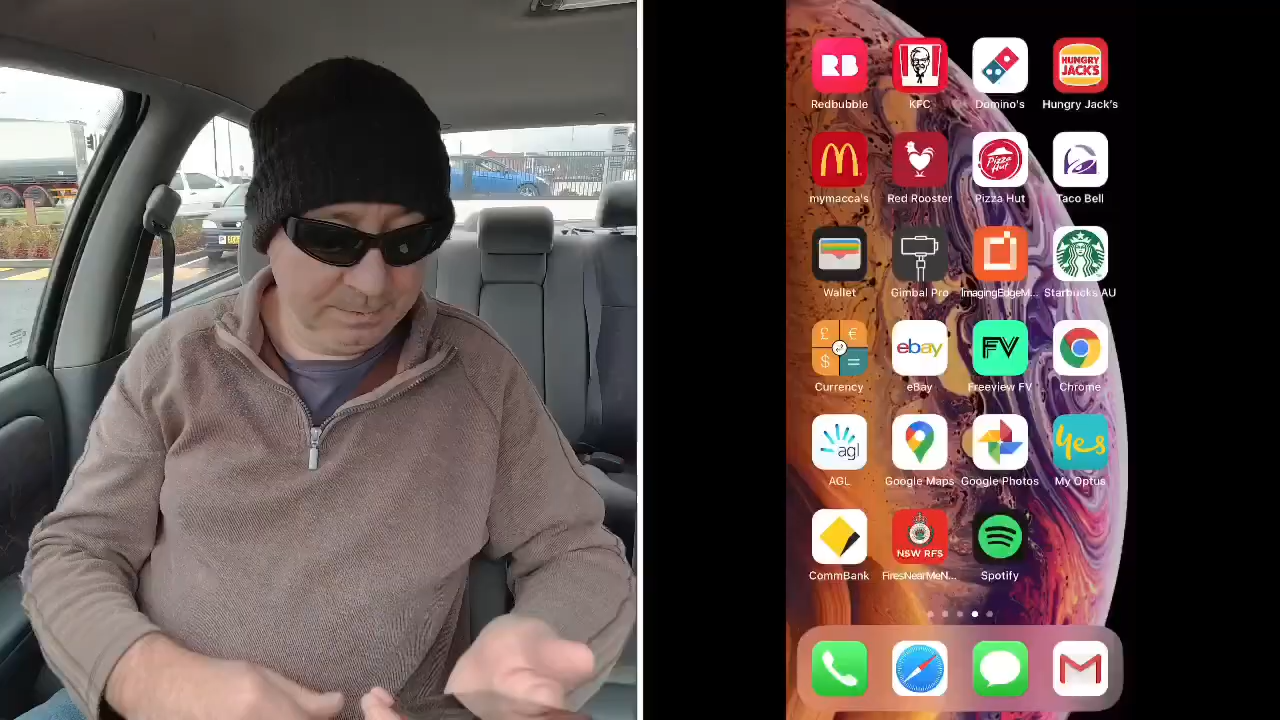 RB
KFC
HUNGRY
JACK'S
Redbubble
KFC
Domino's
Hungry Jack's
Pizza
Hut
mymacca's
Red Rooster
Pizza Hut
Taco Bell
Wallet
Gimbal Pro
ImagingEdgeM...
Starbucks AU
£ €
$ =
ebay
FV
Currency
eBay
Freeview FV
Chrome
agl
yes
AGL
Google Maps
Google Photos
My Optus
NSW RFS
CommBank
FiresNearMeN...
Spotify